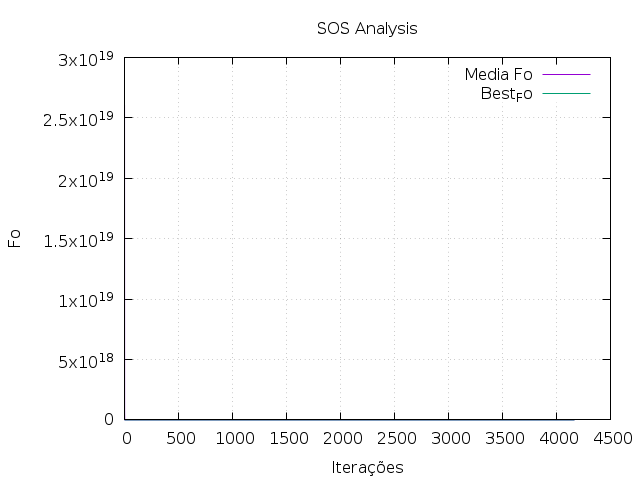 SOS Analysis
3x10^19
2.5x10^19
2x10^19
1.5x10^19
1x10^19
5x10^18
0
Fo
Media Fo
Best_Fo
0 500 1000 1500 2000 2500 3000 3500 4000 4500
Iterações